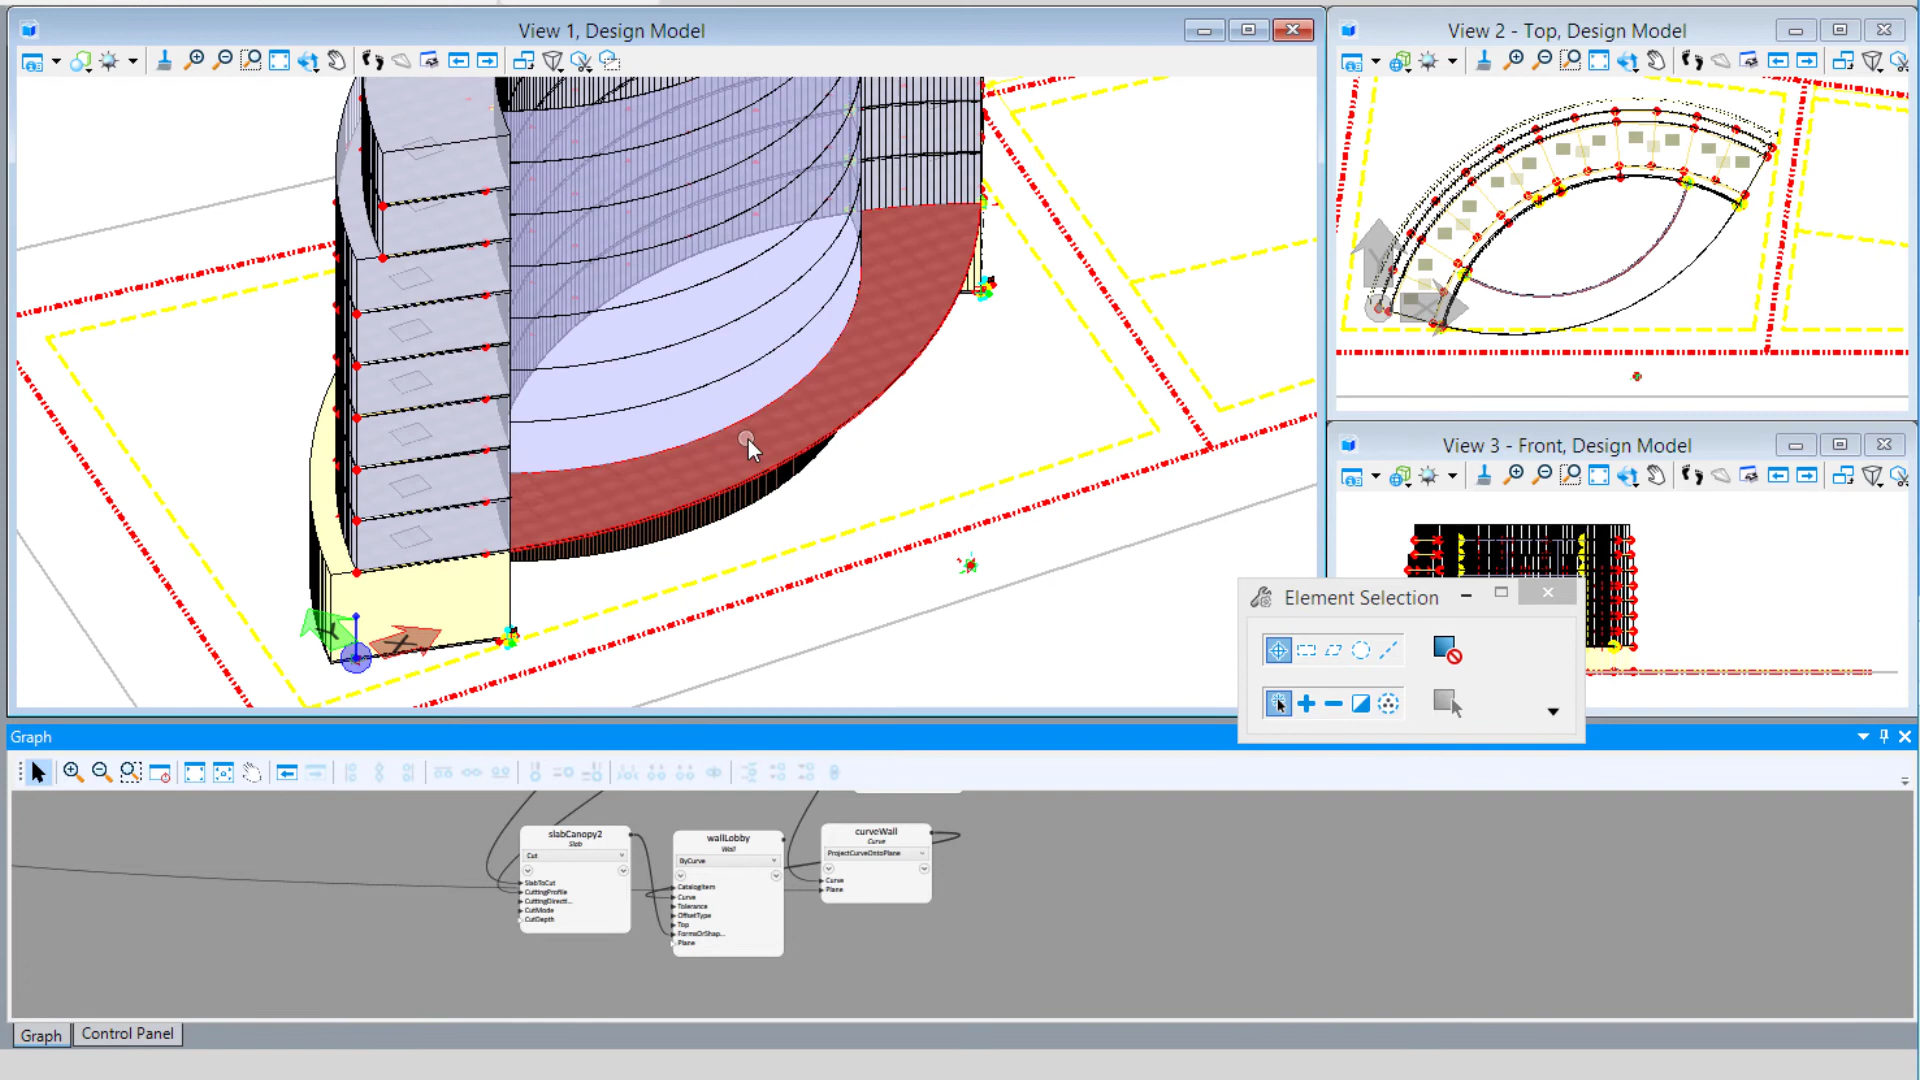 View 1, Design Model
View 2 - Top, Design Model
View 3 - Front, Design Model
Y
X
X
Element Selection
Graph
slabCanopy2
Slab
Cut
SlabToCut
CuttingProfile
CuttingDirecti...
CutMode
CutDepth
wallLobby
Wall
ByCurve
CatalogItem
Curve
Tolerance
OffsetType
Top
FormsOrShap...
Plane
curveWall
Curve
ProjectCurveOntoPlane
Curve
Plane
Graph
Control Panel